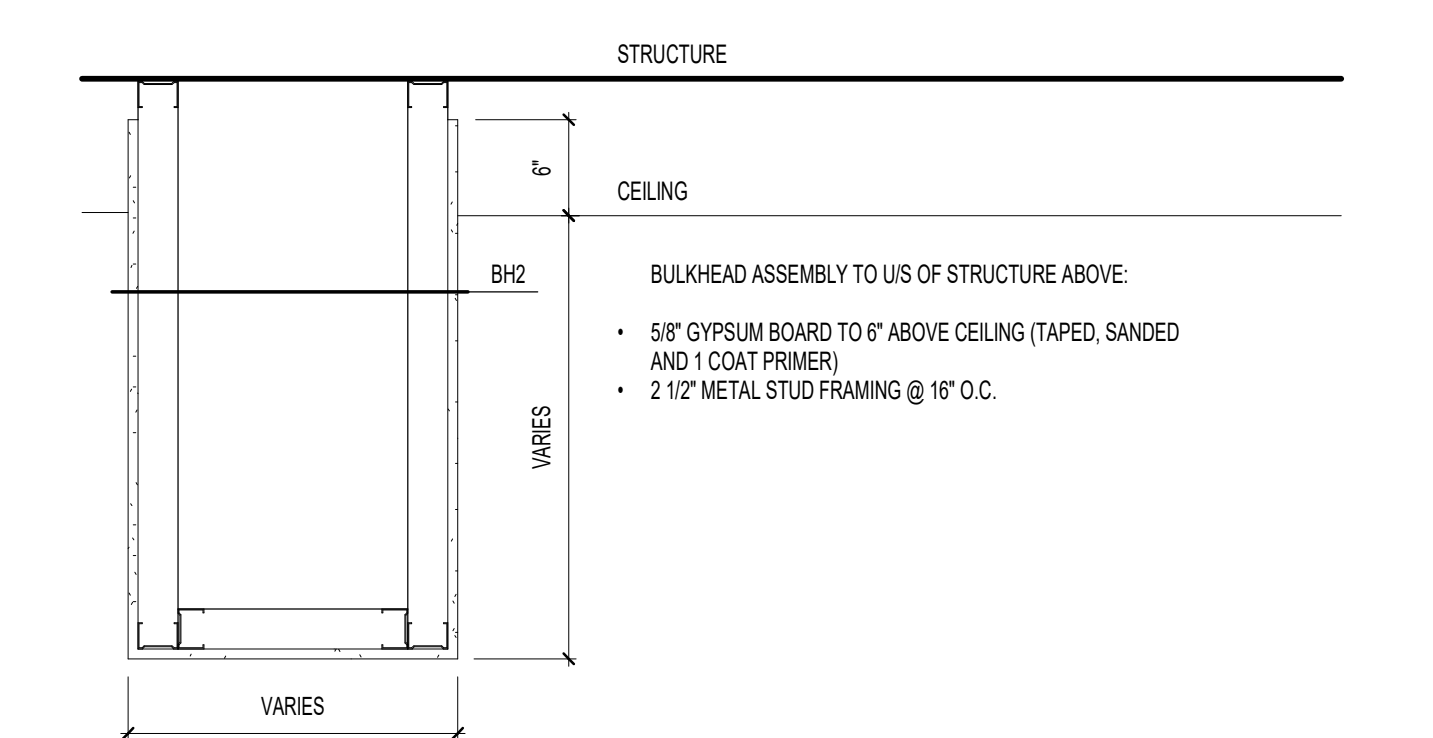 STRUCTURE
6"
CEILING
BH2
BULKHEAD ASSEMBLY TO U/S OF STRUCTURE ABOVE:
• 5/8" GYPSUM BOARD TO 6" ABOVE CEILING (TAPED, SANDED
AND 1 COAT PRIMER)
• 2 1/2" METAL STUD FRAMING @ 16" O.C.
VARIES
VARIES